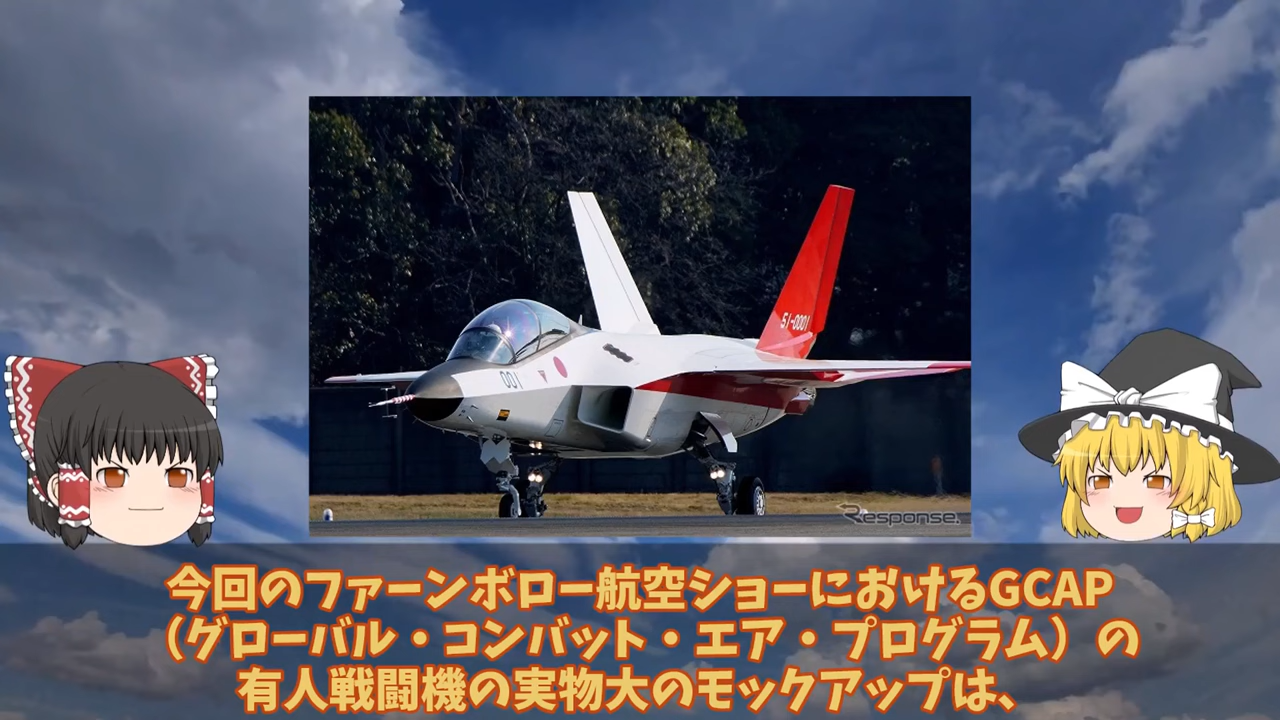 51-0001
001
Response.
今回のファーンボロー航空ショーにおけるGCAP
（グローバル・コンバット・エア・プログラム）の
有人戦闘機の実物大のモックアップは、